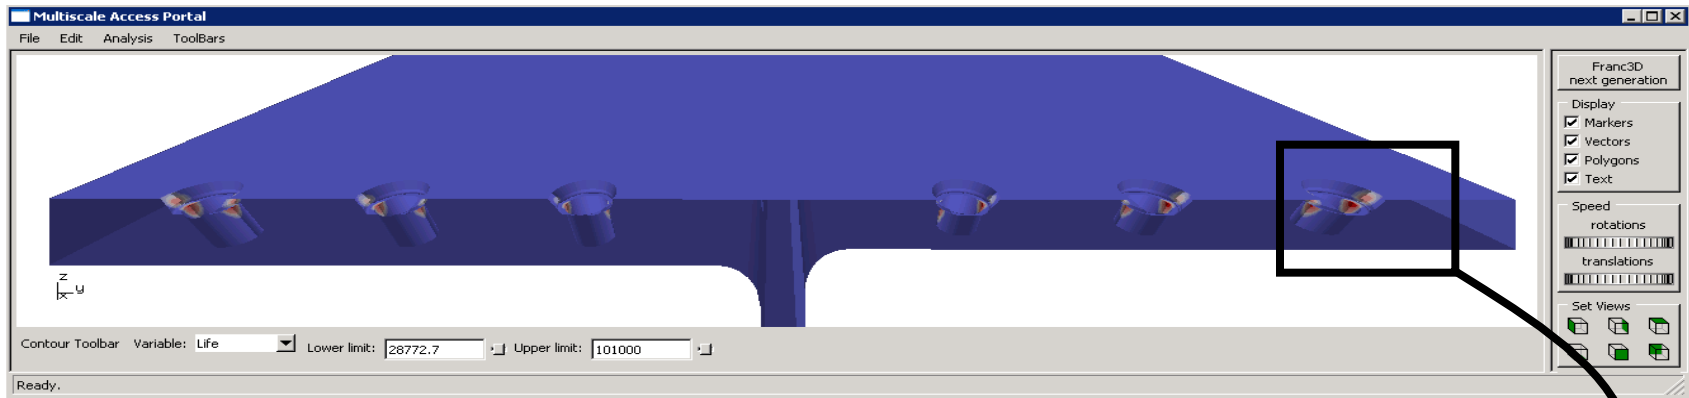 Multiscale Access Portal
File Edit Analysis ToolBars
Franc3D
next generation
Display
Markers
Vectors
Polygons
Text
Speed
rotations
translations
Set Views
z
y
x
Contour Toolbar Variable: Life Lower limit: 28772.7 Upper limit: 101000
Ready.